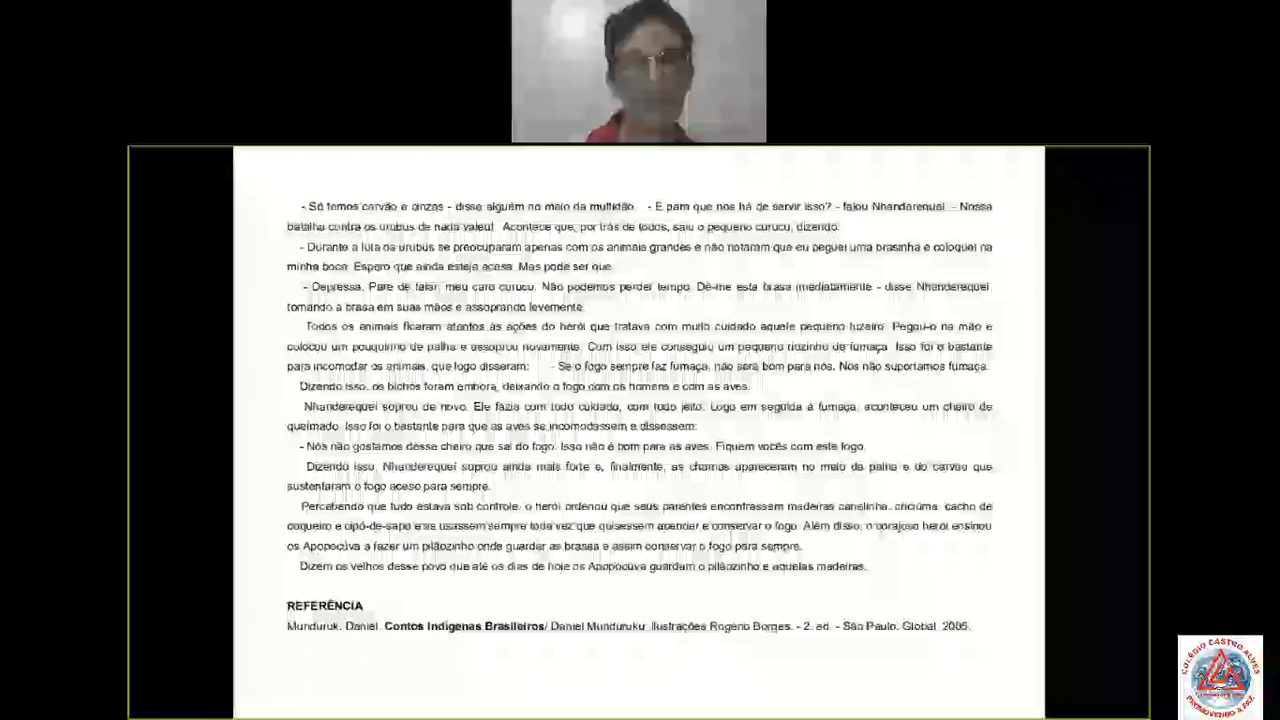 - Só temos carvão e cinzas - disse alguém no meio da multidão. - E para que nos há de servir isso? - falou Nhanderequeí. - Nossa
batalha contra os urubus de nada valeu! Acontece que, por trás de todos, saiu o pequeno cururu, dizendo:
- Durante a luta os urubus se preocuparam apenas com os animais grandes e não notaram que eu peguei uma brasinha e coloquei na
minha boca. Espero que ainda esteja acesa. Mas pode ser que
- Depressa. Pare de falar, meu caro cururu. Não podemos perder tempo. Dê-me esta brasa imediatamente - disse Nhanderequeí,
tomando a brasa em suas mãos e assoprando levemente.
Todos os animais ficaram atentos às ações do herói que tratava com muito cuidado aquele pequeno luzeiro. Pegou-o na mão e
colocou um pouquinho de palha e assoprou novamente. Com isso ele conseguiu um pequeno riozinho de fumaça. Isso foi o bastante
para incomodar os animais, que logo disseram: - Se o fogo sempre faz fumaça, não será bom para nós. Nós não suportamos fumaça.
Dizendo isso, os bichos foram embora, deixando o fogo com os homens e com as aves.
Nhanderequeí soprou de novo. Ele fazia com todo cuidado, com todo jeito. Logo em seguida à fumaça, aconteceu um cheiro de
queimado. Isso foi o bastante para que as aves se incomodassem e dissessem:
- Nós não gostamos desse cheiro que sai do fogo. Isso não é bom para as aves. Fiquem vocês com este fogo.
Dizendo isso, Nhanderequeí soprou ainda mais forte e, finalmente, as chamas apareceram no meio da palha e do carvão que
sustentaram o fogo aceso para sempre.
Percebendo que tudo estava sob controle, o herói ordenou que seus parentes encontrassem madeiras canelinha, criciúma, cacho de
coqueiro e cipó-de-sapo e as usassem sempre toda vez que quisessem acender e conservar o fogo. Além disso, o corajoso herói ensinou
os Apopocúva a fazer um pilãozinho onde guardar as brasas e assim conservar o fogo para sempre.
Dizem os velhos desse povo que até os dias de hoje os Apopocúva guardam o pilãozinho e aquelas madeiras.
REFERÊNCIA
Munduruk, Daniel. Contos Indígenas Brasileiros/ Daniel Munduruku. Ilustrações Rogério Borges. - 2. ed. - São Paulo. Global, 2005.
COLÉGIO CASTRO ALVES
PROMOVENDO A PAZ